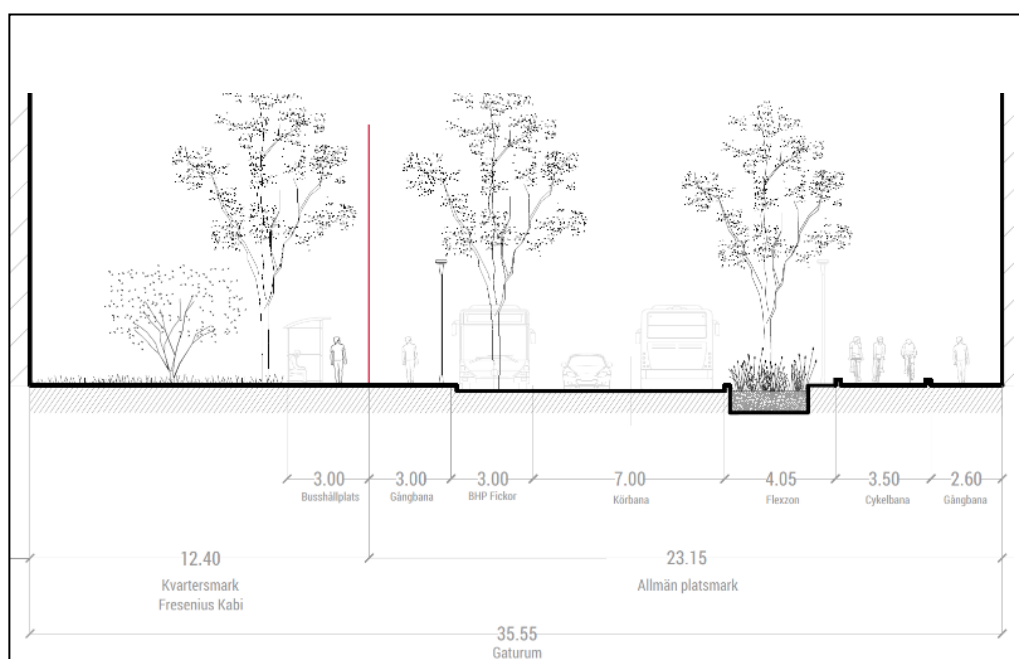 3.00
Busshållplats
3.00
Gångbana
3.00
BHP Fickor
7.00
Körbana
4.05
Flexzon
3.50
Cykelbana
2.60
Gångbana
12.40
Kvartersmark
Fresenius Kabi
23.15
Allmän platsmark
35.55
Gaturum